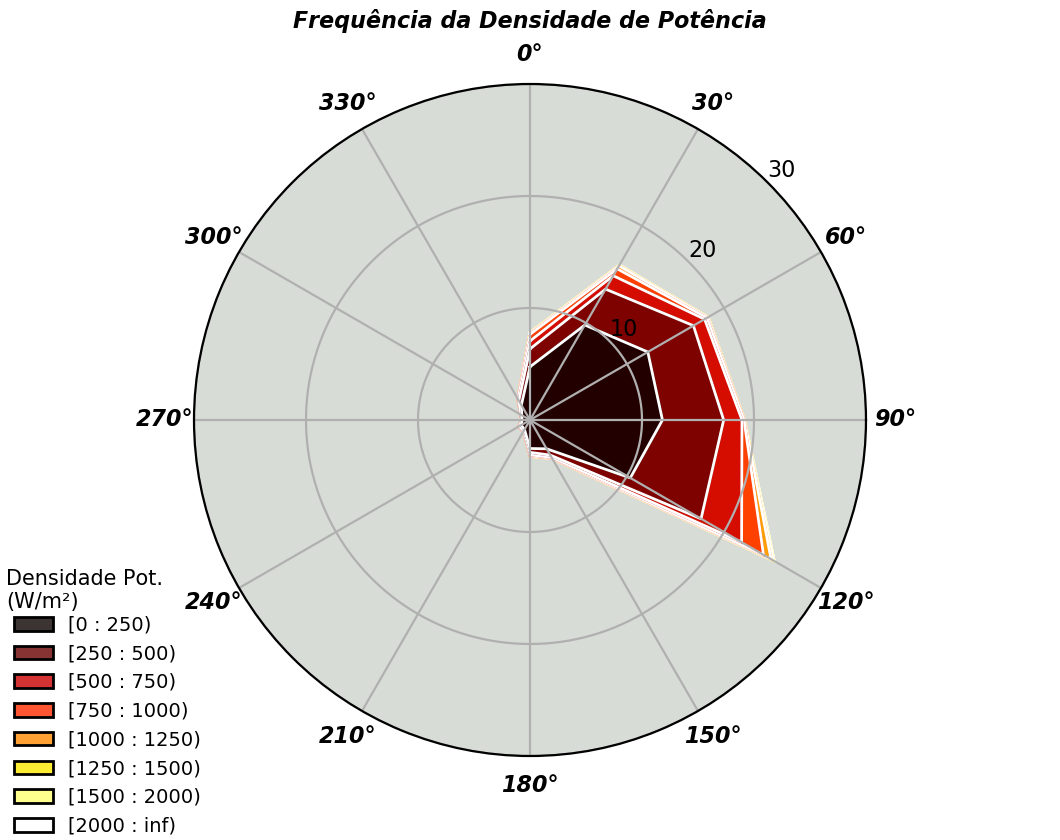 Frequência da Densidade de Potência
0°
330°
30°
30
300°
60°
20
10
270°
90°
240°
120°
210°
150°
180°
Densidade Pot.
(W/m²)
[0 : 250)
[250 : 500)
[500 : 750)
[750 : 1000)
[1000 : 1250)
[1250 : 1500)
[1500 : 2000)
[2000 : inf)